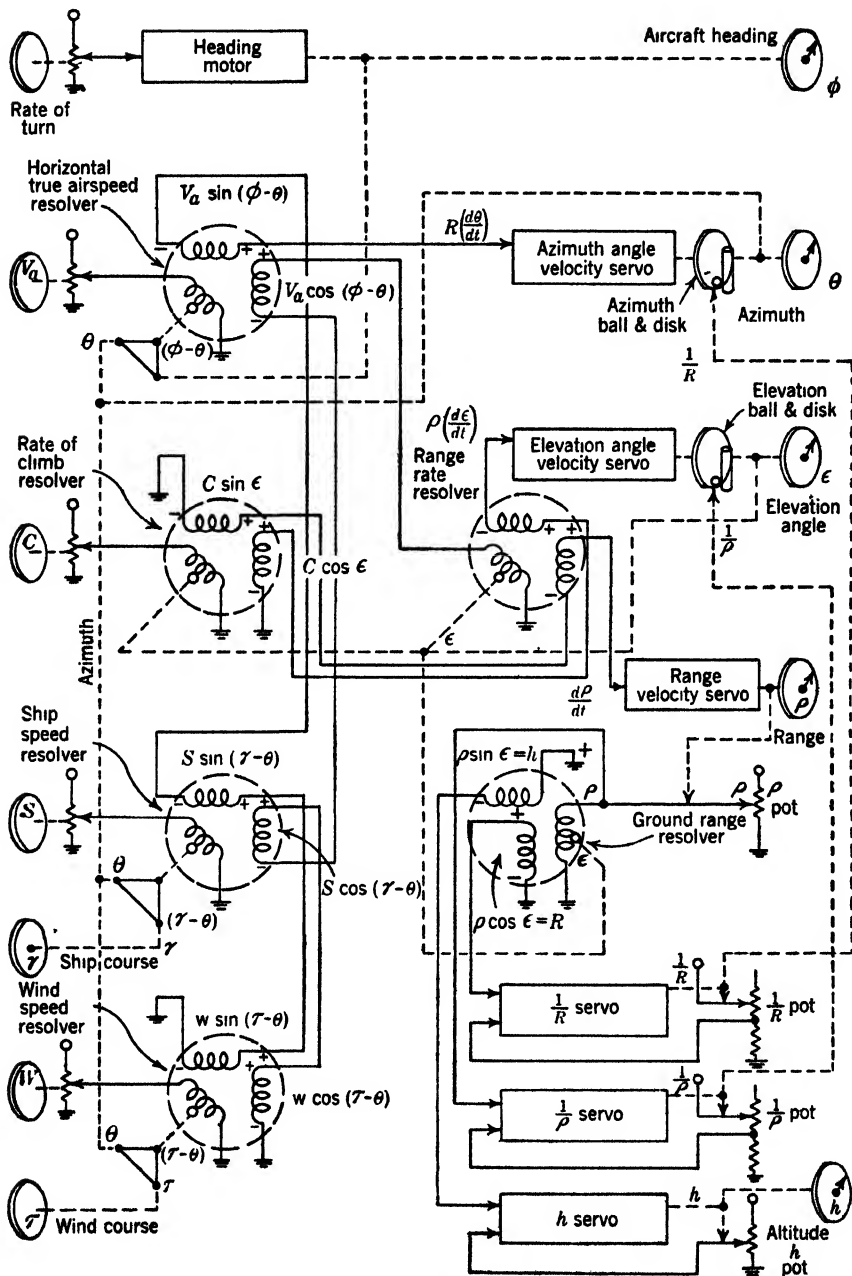 Heading
motor
Aircraft heading
ϕ
Rate of
turn
Horizontal
true airspeed
resolver
V_a sin (ϕ-θ)
R(dθ/dt)
Azimuth angle
velocity servo
V_a
V_a cos (ϕ-θ)
Azimuth
ball & disk
Azimuth
θ
θ
(ϕ-θ)
1/R
Elevation
ball & disk
Rate of
climb
resolver
C sin ϵ
ρ(dϵ/dt)
Range
rate
resolver
Elevation angle
velocity servo
ϵ
Elevation
angle
C
C cos ϵ
1/ρ
ϵ
Azimuth
dρ/dt
Range
velocity servo
ρ
Range
Ship
speed
resolver
S sin (γ-θ)
ρ sin ϵ = h
ρ
ρ
ρ
pot
S
Ground range
resolver
ϵ
θ
(γ-θ)
S cos (γ-θ)
ρ cos ϵ = R
γ
Ship course
γ
Wind
speed
resolver
w sin (τ-θ)
1/R servo
1/R
1/R pot
W
w cos (τ-θ)
1/ρ servo
1/ρ
1/ρ pot
θ
(τ-θ)
τ
τ
Wind course
h servo
h
h
Altitude
h
pot